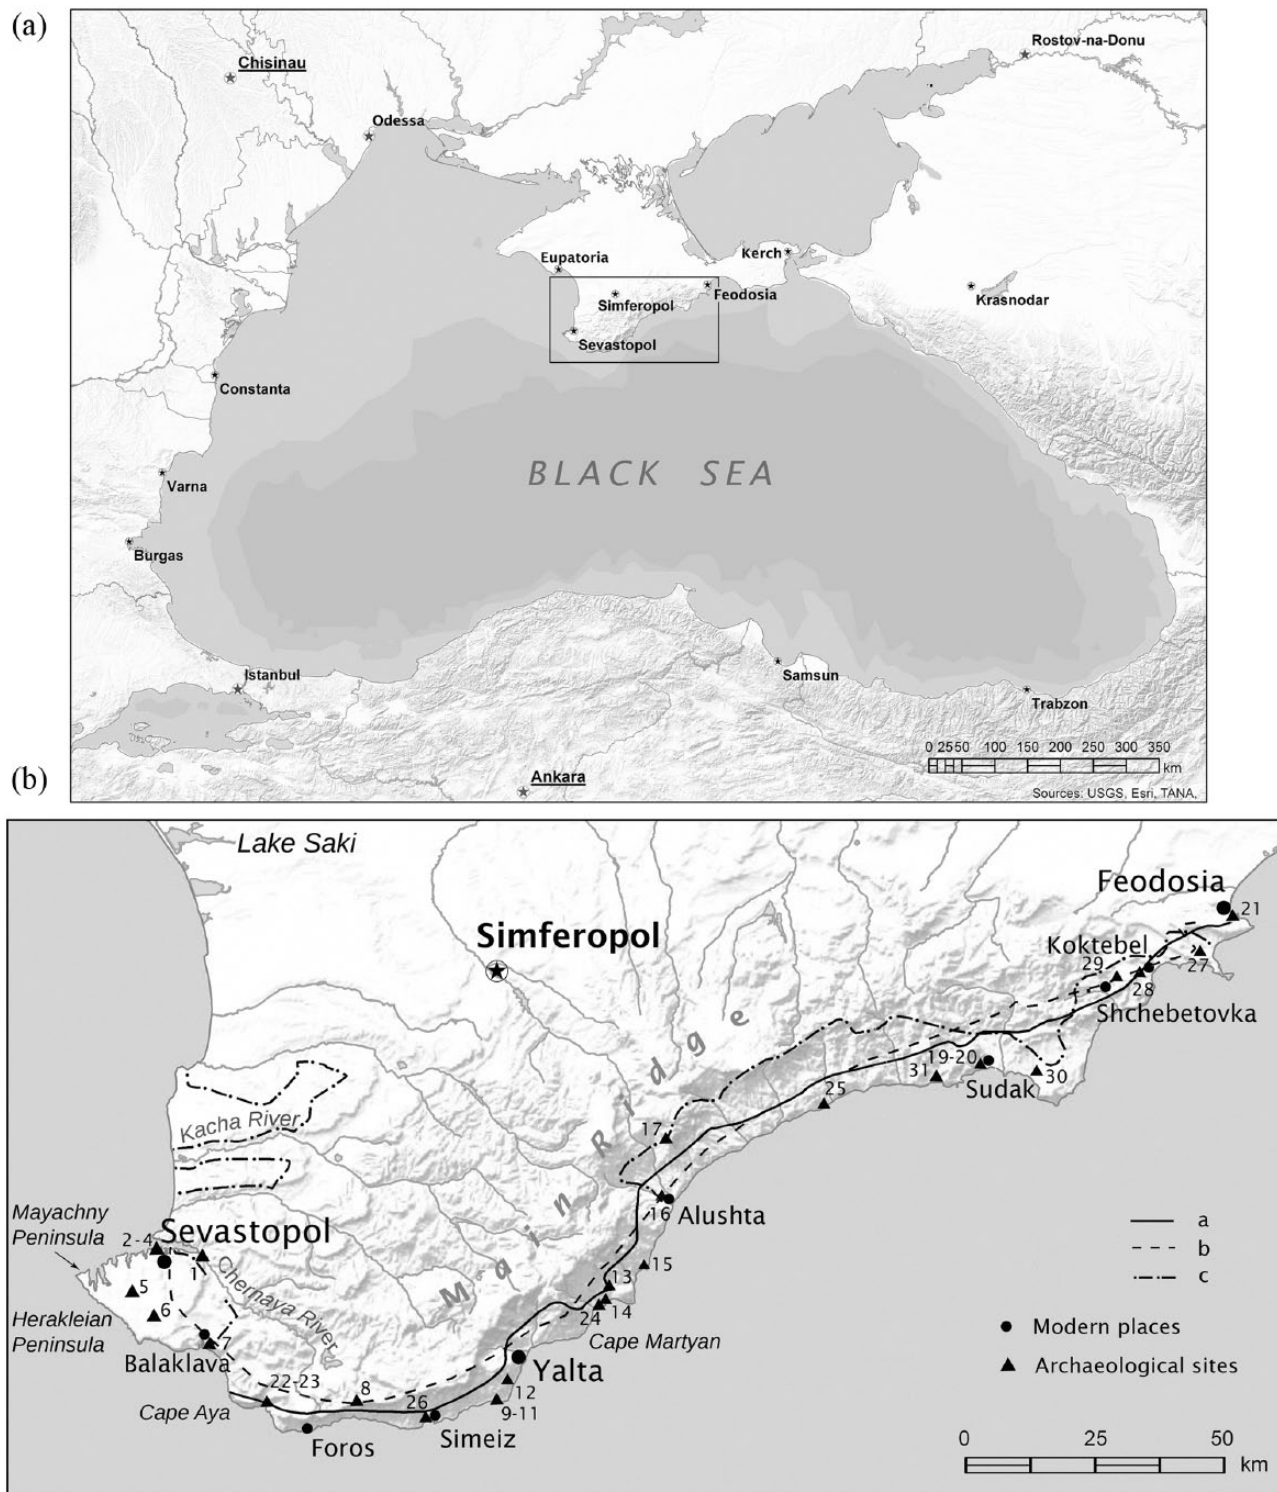 (a)
Chisinau
Rostov-na-Donu
Odessa
Eupatoria
Kerch
Simferopol
Feodosia
Krasnodar
Sevastopol
Constanta
BLACK SEA
Varna
Burgas
Istanbul
Samsun
Trabzon
Ankara
0 25 50 100 150 200 250 300 350
km
Sources: USGS, Esri, TANA,
(b)
Lake Saki
Feodosia
21
Simferopol
Koktebel
29
27
28
Shchebetovka
Main Ridge
19-20
31
Sudak
30
25
Kacha River
17
Mayachny
Peninsula
Sevastopol
2-4
1
16
Alushta
a
b
c
Chernaya River
5
6
15
13
14
24
Herakleian
Peninsula
7
Balaklava
Cape Martyan
Modern places
Archaeological sites
Yalta
22-23
8
26
12
9-11
Cape Aya
Foros
Simeiz
0 25 50
km